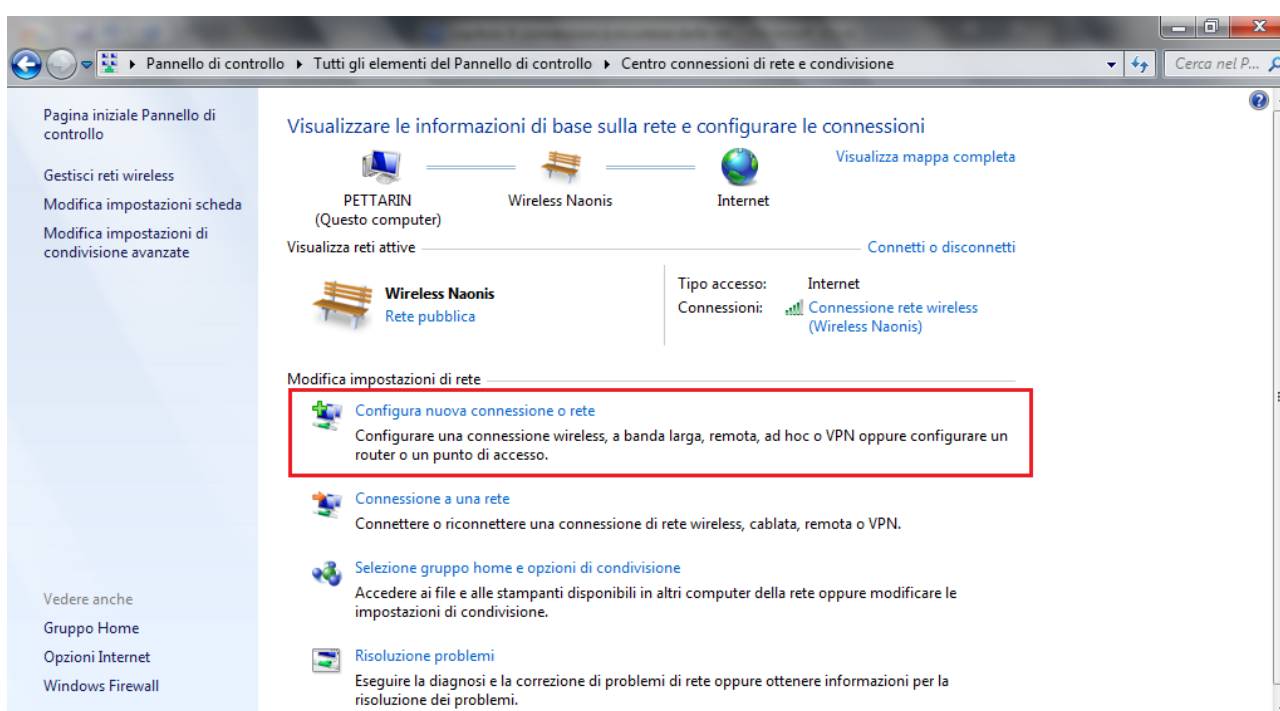 Pannello di controllo ▸ Tutti gli elementi del Pannello di controllo ▸ Centro connessioni di rete e condivisione
Cerca nel P...
Pagina iniziale Pannello di
controllo
Gestisci reti wireless
Modifica impostazioni scheda
Modifica impostazioni di
condivisione avanzate
Vedere anche
Gruppo Home
Opzioni Internet
Windows Firewall
Visualizzare le informazioni di base sulla rete e configurare le connessioni
Visualizza mappa completa
PETTARIN
(Questo computer)
Wireless Naonis
Internet
Visualizza reti attive
Connetti o disconnetti
Wireless Naonis
Rete pubblica
Tipo accesso: Internet
Connessioni: Connessione rete wireless
(Wireless Naonis)
Modifica impostazioni di rete
Configura nuova connessione o rete
Configurare una connessione wireless, a banda larga, remota, ad hoc o VPN oppure configurare un
router o un punto di accesso.
Connessione a una rete
Connettere o riconnettere una connessione di rete wireless, cablata, remota o VPN.
Selezione gruppo home e opzioni di condivisione
Accedere ai file e alle stampanti disponibili in altri computer della rete oppure modificare le
impostazioni di condivisione.
Risoluzione problemi
Eseguire la diagnosi e la correzione di problemi di rete oppure ottenere informazioni per la
risoluzione dei problemi.